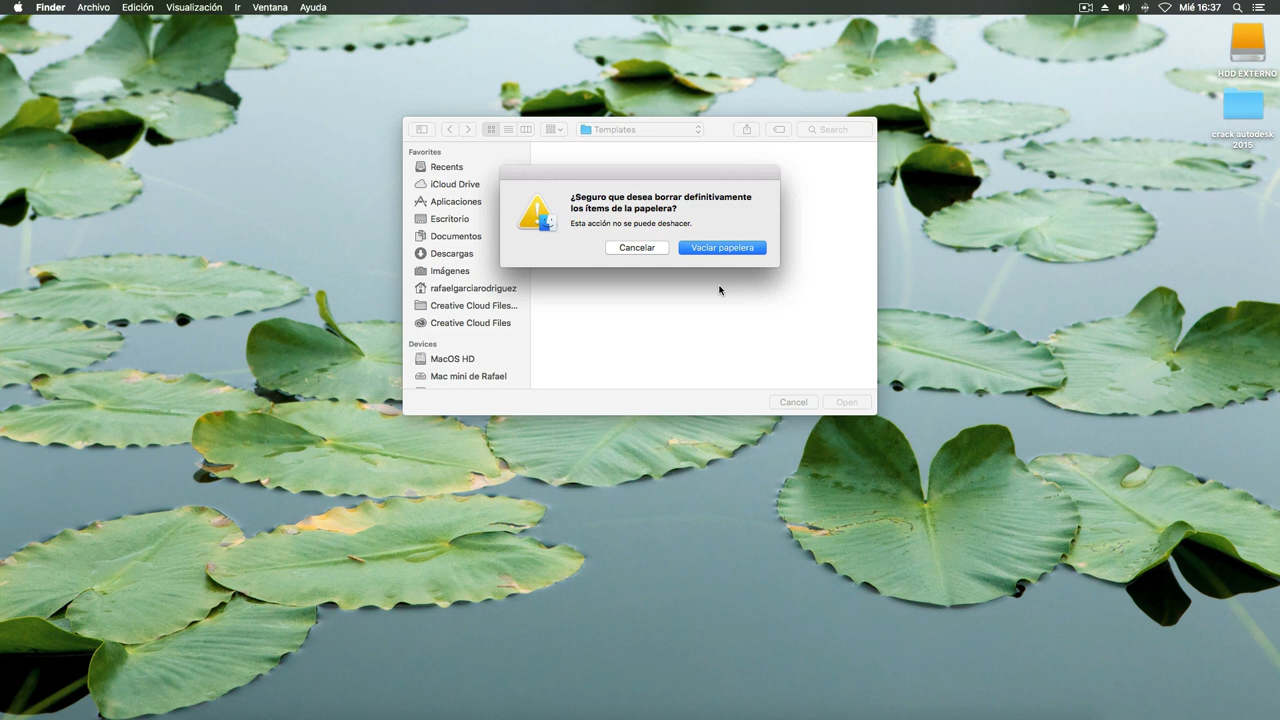 Finder Archivo Edición Visualización Ir Ventana Ayuda Mié 16:37
HDD EXTERNO
crack autodesk
2015
Templates
Search
Favorites
Recents
iCloud Drive
Aplicaciones
Escritorio
Documentos
Descargas
Imágenes
rafaelgarciarodriguez
Creative Cloud Files...
Creative Cloud Files
Devices
MacOS HD
Mac mini de Rafael
¿Seguro que desea borrar definitivamente
los ítems de la papelera?
Esta acción no se puede deshacer.
Cancelar Vaciar papelera
Cancel Open